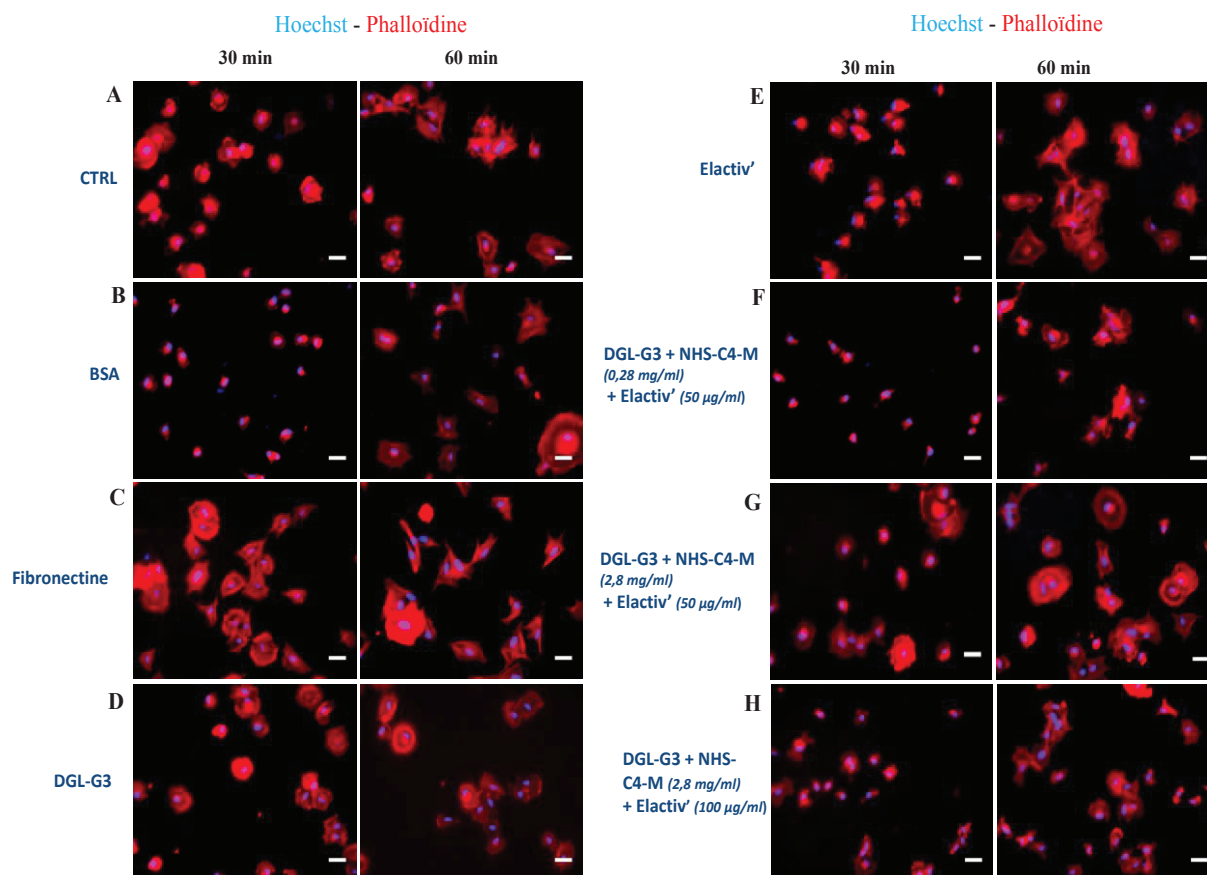 Hoechst - Phalloïdine
30 min
60 min
A
CTRL
B
BSA
C
Fibronectine
D
DGL-G3
Hoechst - Phalloïdine
30 min
60 min
E
Elactiv’
F
DGL-G3 + NHS-C4-M
(0,28 mg/ml)
+ Elactiv’ (50 µg/ml)
G
DGL-G3 + NHS-C4-M
(2,8 mg/ml)
+ Elactiv’ (50 µg/ml)
H
DGL-G3 + NHS-
C4-M (2,8 mg/ml)
+ Elactiv’ (100 µg/ml)